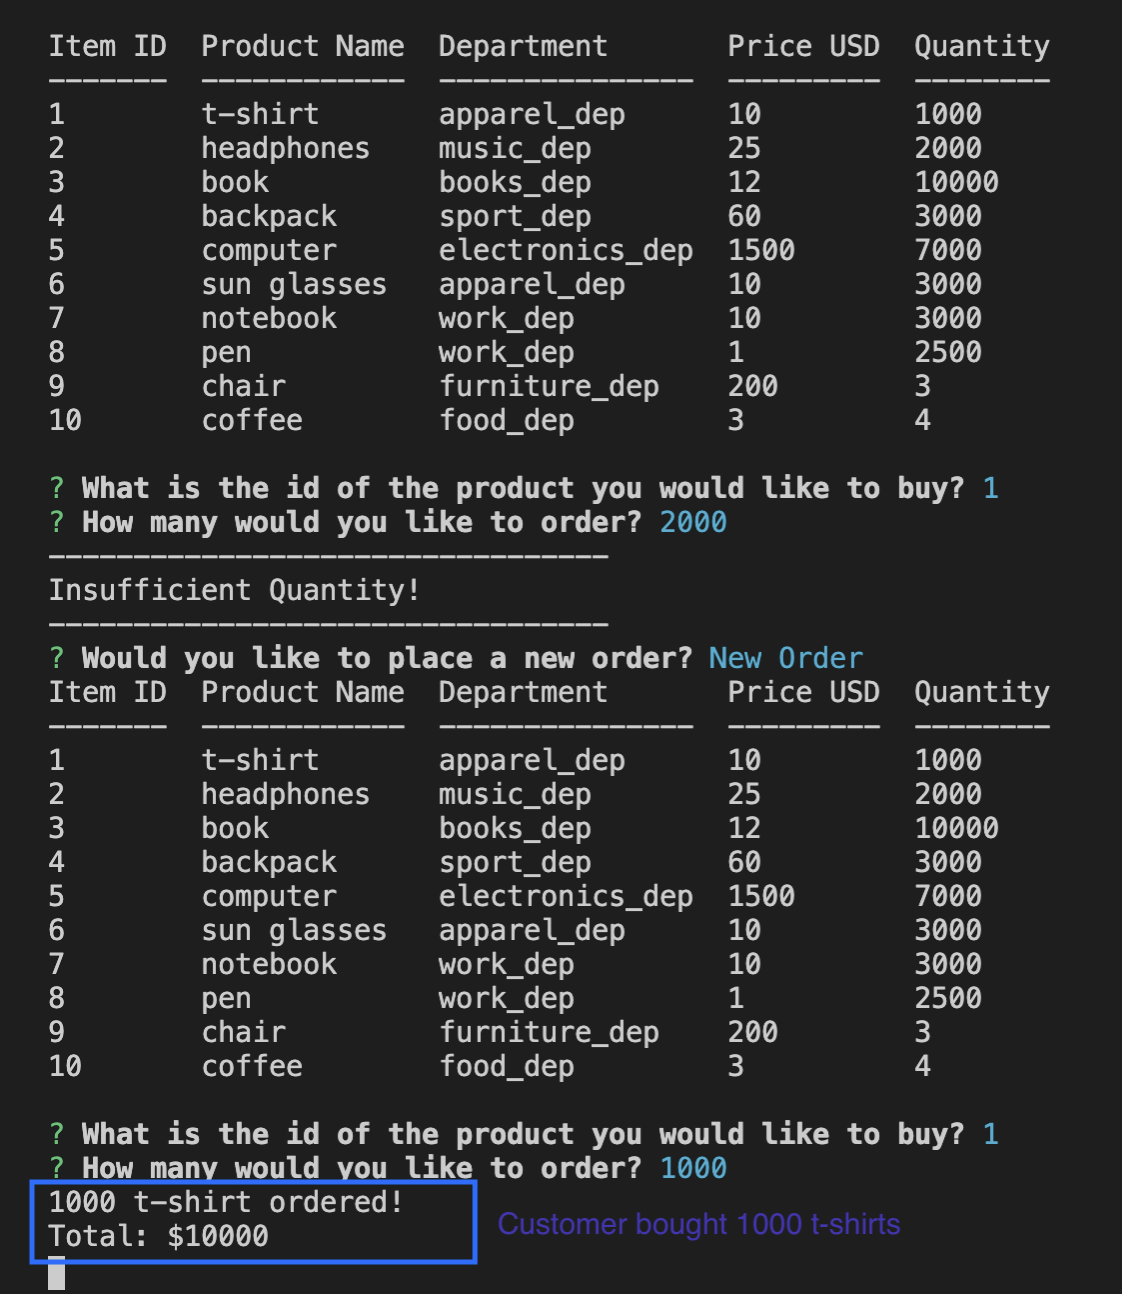 Item ID  Product Name  Department       Price USD  Quantity
-------  ------------  ---------------  ---------  --------
1        t-shirt       apparel_dep      10         1000
2        headphones    music_dep        25         2000
3        book          books_dep        12         10000
4        backpack      sport_dep        60         3000
5        computer      electronics_dep  1500       7000
6        sun glasses   apparel_dep      10         3000
7        notebook      work_dep         10         3000
8        pen           work_dep         1          2500
9        chair         furniture_dep    200        3
10       coffee        food_dep         3          4
? What is the id of the product you would like to buy? 1
? How many would you like to order? 2000
---------------------------------
Insufficient Quantity!
---------------------------------
? Would you like to place a new order? New Order
Item ID  Product Name  Department       Price USD  Quantity
-------  ------------  ---------------  ---------  --------
1        t-shirt       apparel_dep      10         1000
2        headphones    music_dep        25         2000
3        book          books_dep        12         10000
4        backpack      sport_dep        60         3000
5        computer      electronics_dep  1500       7000
6        sun glasses   apparel_dep      10         3000
7        notebook      work_dep         10         3000
8        pen           work_dep         1          2500
9        chair         furniture_dep    200        3
10       coffee        food_dep         3          4
? What is the id of the product you would like to buy? 1
? How many would you like to order? 1000
1000 t-shirt ordered!
Total: $10000
Customer bought 1000 t-shirts